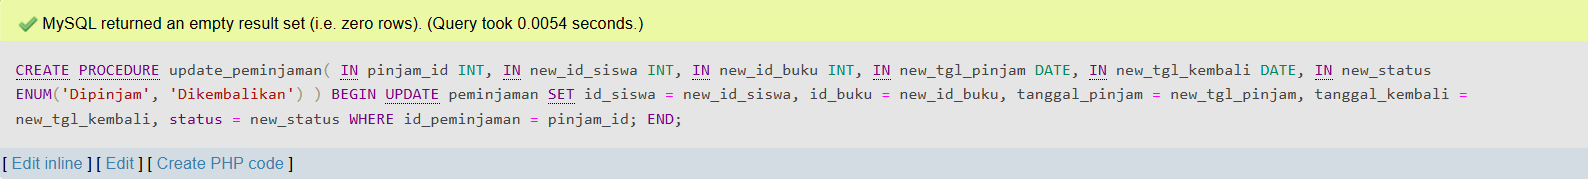 MySQL returned an empty result set (i.e. zero rows). (Query took 0.0054 seconds.)
CREATE PROCEDURE update_peminjaman( IN pinjam_id INT, IN new_id_siswa INT, IN new_id_buku INT, IN new_tgl_pinjam DATE, IN new_tgl_kembali DATE, IN new_status
ENUM('Dipinjam', 'Dikembalikan') ) BEGIN UPDATE peminjaman SET id_siswa = new_id_siswa, id_buku = new_id_buku, tanggal_pinjam = new_tgl_pinjam, tanggal_kembali =
new_tgl_kembali, status = new_status WHERE id_peminjaman = pinjam_id; END;
[ Edit inline ] [ Edit ] [ Create PHP code ]